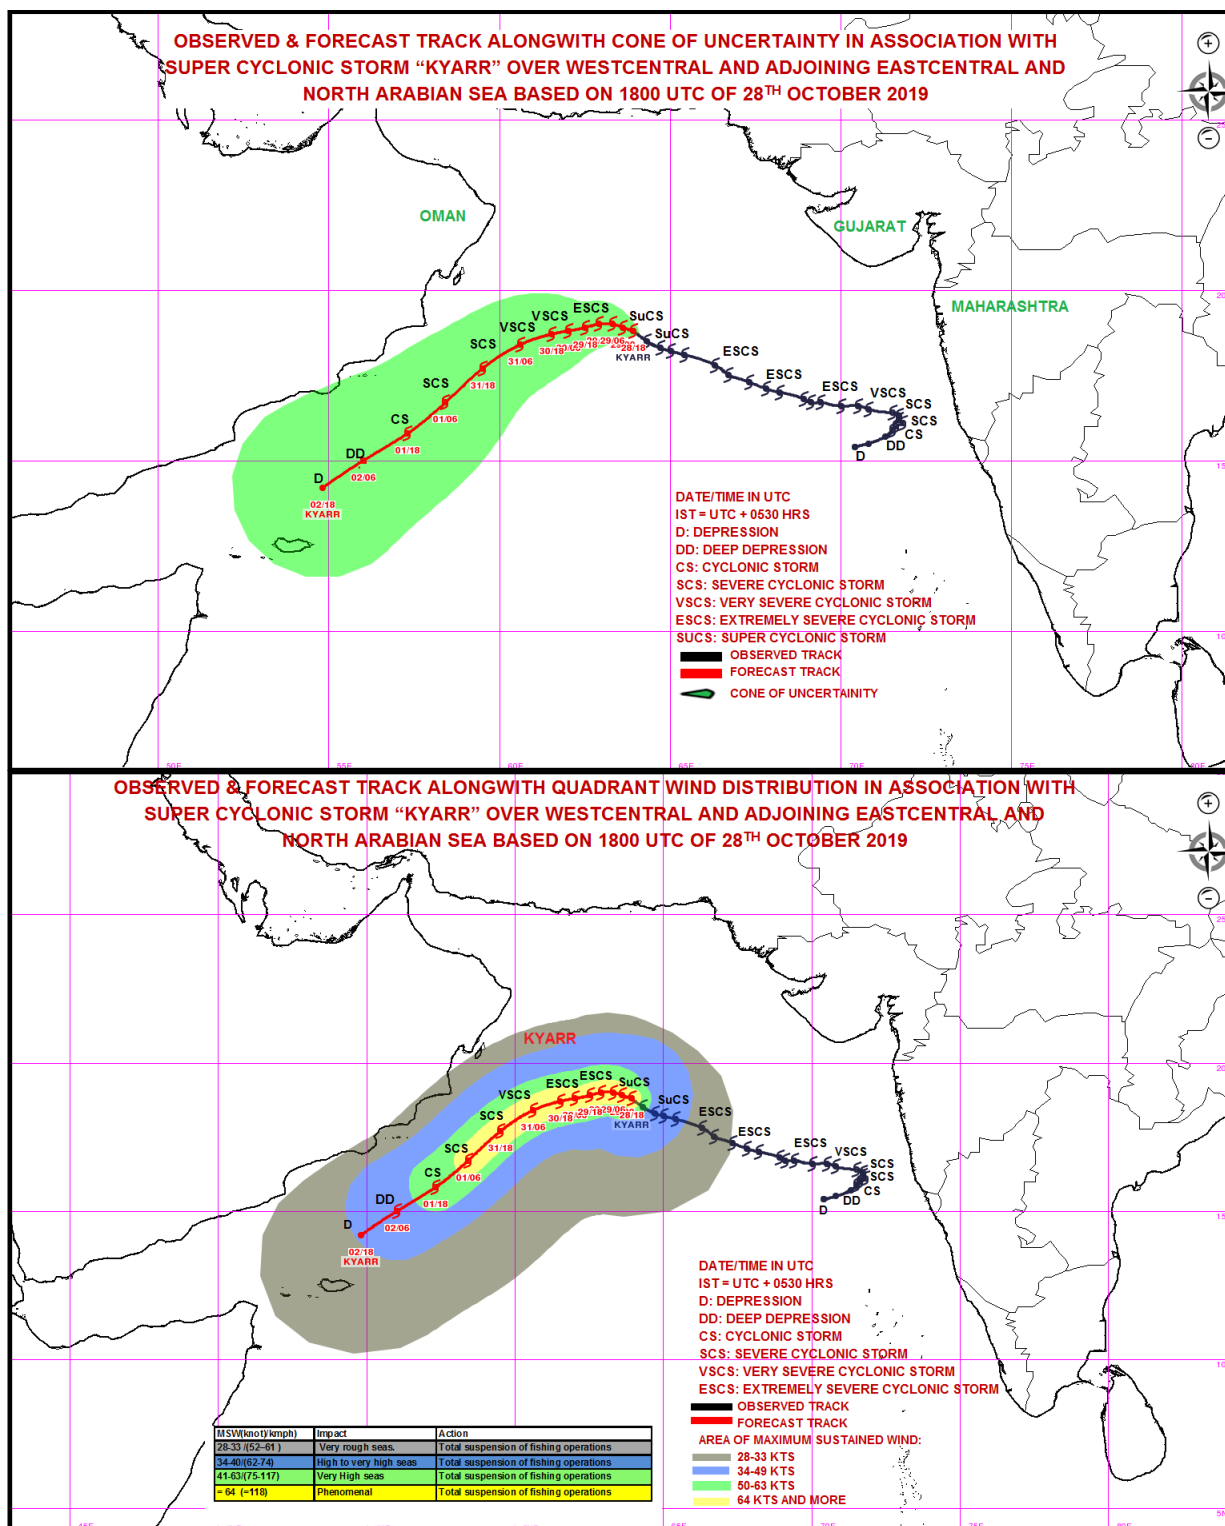 OBSERVED & FORECAST TRACK ALONGWITH CONE OF UNCERTAINTY IN ASSOCIATION WITH
SUPER CYCLONIC STORM “KYARR” OVER WESTCENTRAL AND ADJOINING EASTCENTRAL AND
NORTH ARABIAN SEA BASED ON 1800 UTC OF 28TH OCTOBER 2019
OMAN
GUJARAT
MAHARASHTRA
ESCS
SuCS
VSCS
VSCS
SuCS
SCS
ESCS
SCS
ESCS
ESCS
VSCS
CS
SCS
SCS
CS
DD
DD
D
D
28/18
KYARR
29/06
29/18
30/18
31/06
31/18
01/06
01/18
02/06
02/18
KYARR
DATE/TIME IN UTC
IST = UTC + 0530 HRS
D: DEPRESSION
DD: DEEP DEPRESSION
CS: CYCLONIC STORM
SCS: SEVERE CYCLONIC STORM
VSCS: VERY SEVERE CYCLONIC STORM
ESCS: EXTREMELY SEVERE CYCLONIC STORM
SUCS: SUPER CYCLONIC STORM
OBSERVED TRACK
FORECAST TRACK
CONE OF UNCERTAINITY
50E 55E 60E 65E 70E 75E 80E
OBSERVED & FORECAST TRACK ALONGWITH QUADRANT WIND DISTRIBUTION IN ASSOCIATION WITH
SUPER CYCLONIC STORM “KYARR” OVER WESTCENTRAL AND ADJOINING EASTCENTRAL AND
NORTH ARABIAN SEA BASED ON 1800 UTC OF 28TH OCTOBER 2019
KYARR
ESCS
ESCS
SuCS
VSCS
SuCS
SCS
ESCS
ESCS
SCS
ESCS
VSCS
CS
SCS
SCS
CS
DD
DD
D
D
28/18
KYARR
29/06
29/18
30/18
31/06
31/18
01/06
01/18
02/06
02/18
KYARR
DATE/TIME IN UTC
IST = UTC + 0530 HRS
D: DEPRESSION
DD: DEEP DEPRESSION
CS: CYCLONIC STORM
SCS: SEVERE CYCLONIC STORM
VSCS: VERY SEVERE CYCLONIC STORM
ESCS: EXTREMELY SEVERE CYCLONIC STORM
OBSERVED TRACK
FORECAST TRACK
AREA OF MAXIMUM SUSTAINED WIND:
28-33 KTS
34-49 KTS
50-63 KTS
64 KTS AND MORE
MSW(knot)/kmph) Impact Action
28-33 /(52–61 ) Very rough seas. Total suspension of fishing operations
34-40/(62-74) High to very high seas Total suspension of fishing operations
41-63/(75-117) Very High seas Total suspension of fishing operations
= 64 (=118) Phenomenal Total suspension of fishing operations